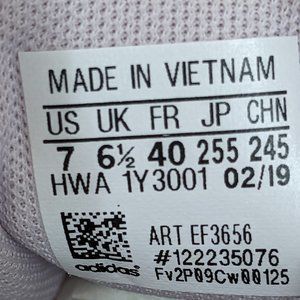 MADE IN VIETNAM
US UK FR JP CHN
7 6½ 40 255 245
HWA 1Y3001 02/19
ART EF3656
#122235076
adidas Fv2P09Cw00125